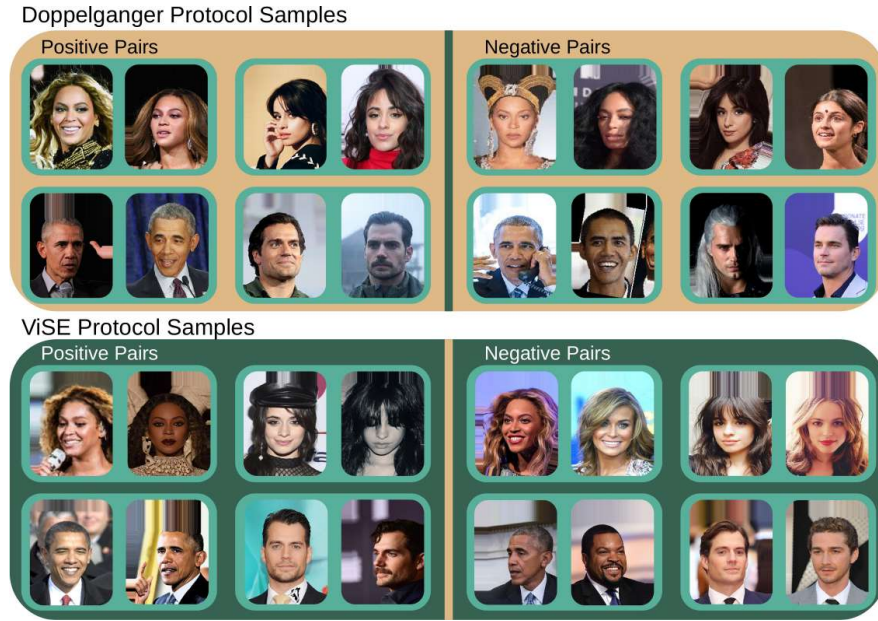 Doppelganger Protocol Samples
Positive Pairs
Negative Pairs
ViSE Protocol Samples
Positive Pairs
Negative Pairs